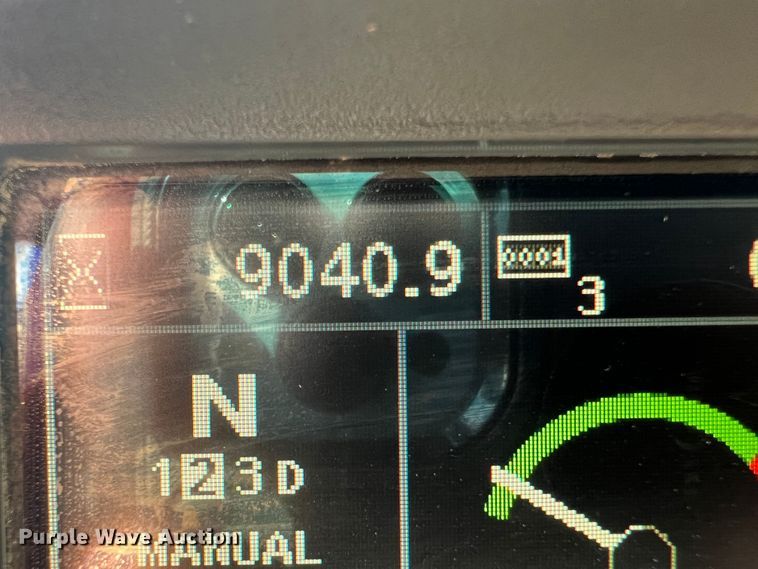 9040.9
0001
3
N
1 2 3 D
MANUAL
Purple Wave Auction